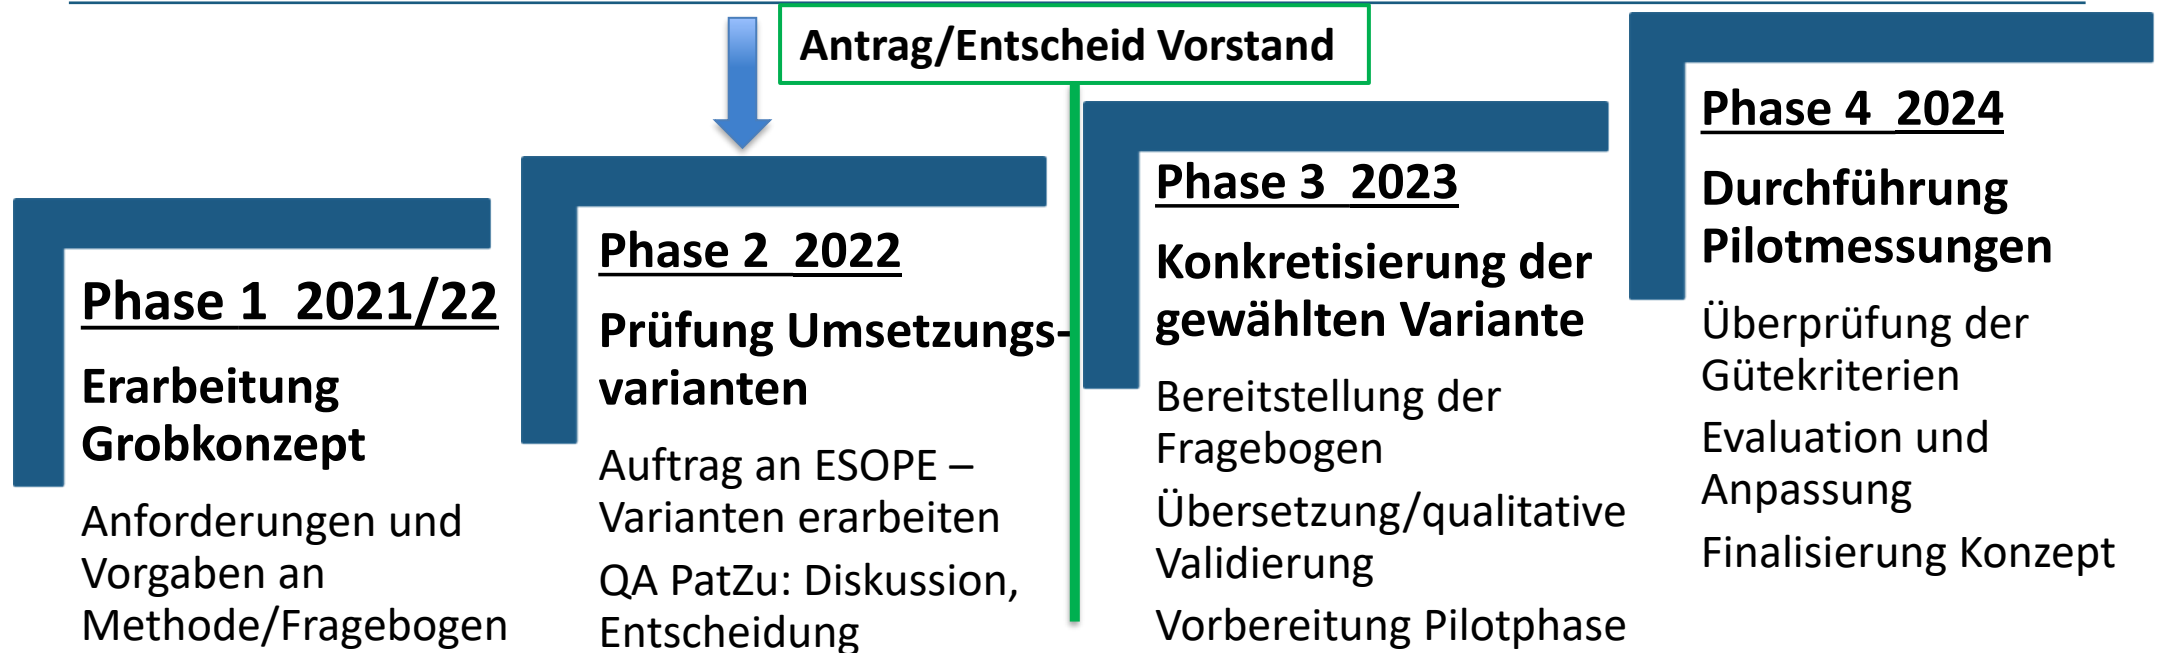 Antrag/Entscheid Vorstand
Phase 1 2021/22
Erarbeitung
Grobkonzept
Anforderungen und
Vorgaben an
Methode/Fragebogen
Phase 2 2022
Prüfung Umsetzungs-
varianten
Auftrag an ESOPE –
Varianten erarbeiten
QA PatZu: Diskussion,
Entscheidung
Phase 3 2023
Konkretisierung der
gewählten Variante
Bereitstellung der
Fragebogen
Übersetzung/qualitative
Validierung
Vorbereitung Pilotphase
Phase 4 2024
Durchführung
Pilotmessungen
Überprüfung der
Gütekriterien
Evaluation und
Anpassung
Finalisierung Konzept